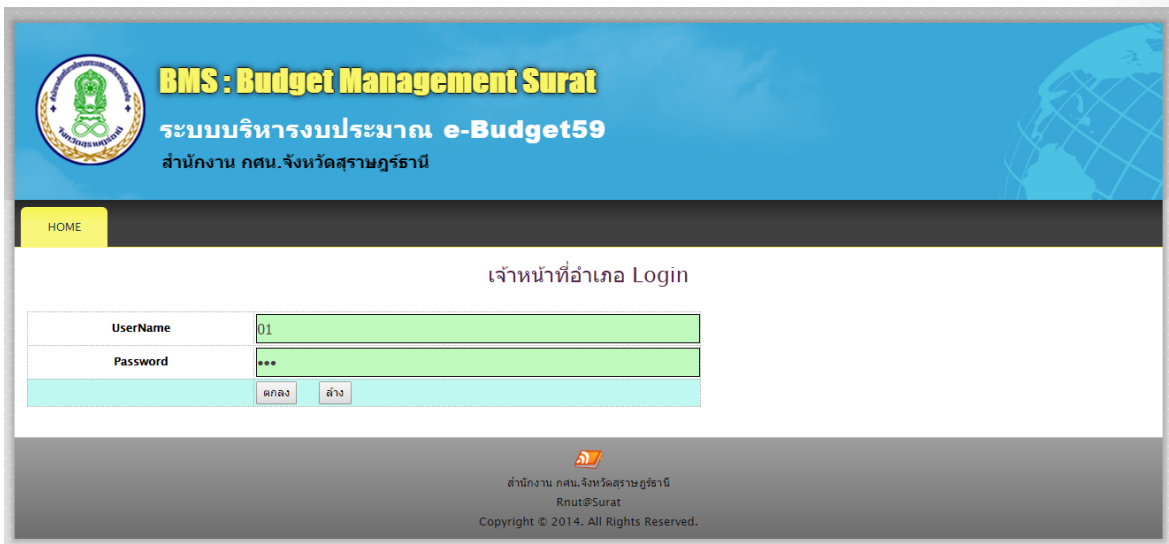 BMS : Budget Management Surat
ระบบบริหารงบประมาณ e-Budget59
สำนักงาน กศน.จังหวัดสุราษฎร์ธานี
HOME
เจ้าหน้าที่อำเภอ Login
UserName 01
Password •••
ตกลง ล้าง
สำนักงาน กศน.จังหวัดสุราษฎร์ธานี
Rnut@Surat
Copyright © 2014. All Rights Reserved.